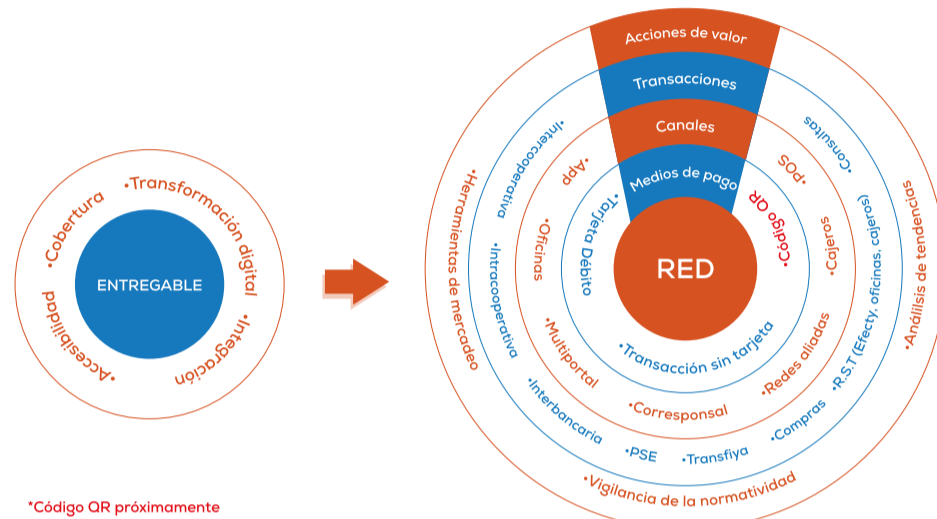 ENTREGABLE
•Cobertura
•Transformación digital
•Integración
•Accesibilidad
Acciones de valor
Transacciones
Canales
Medios de pago
RED
•Tarjeta Débito
•Código QR
•Transacción sin tarjeta
•App
•Oficinas
•Multiportal
•Corresponsal
•Redes aliadas
•Cajeros
•POS
•Intercooperativa
•Intracooperativa
•Interbancaria
•PSE
•Transfiya
•Compras
•R.S.T (Efecty, oficinas, cajeros)
•Consultas
•Herramientas de mercadeo
•Vigilancia de la normatividad
•Análilsis de tendencias
*Código QR próximamente